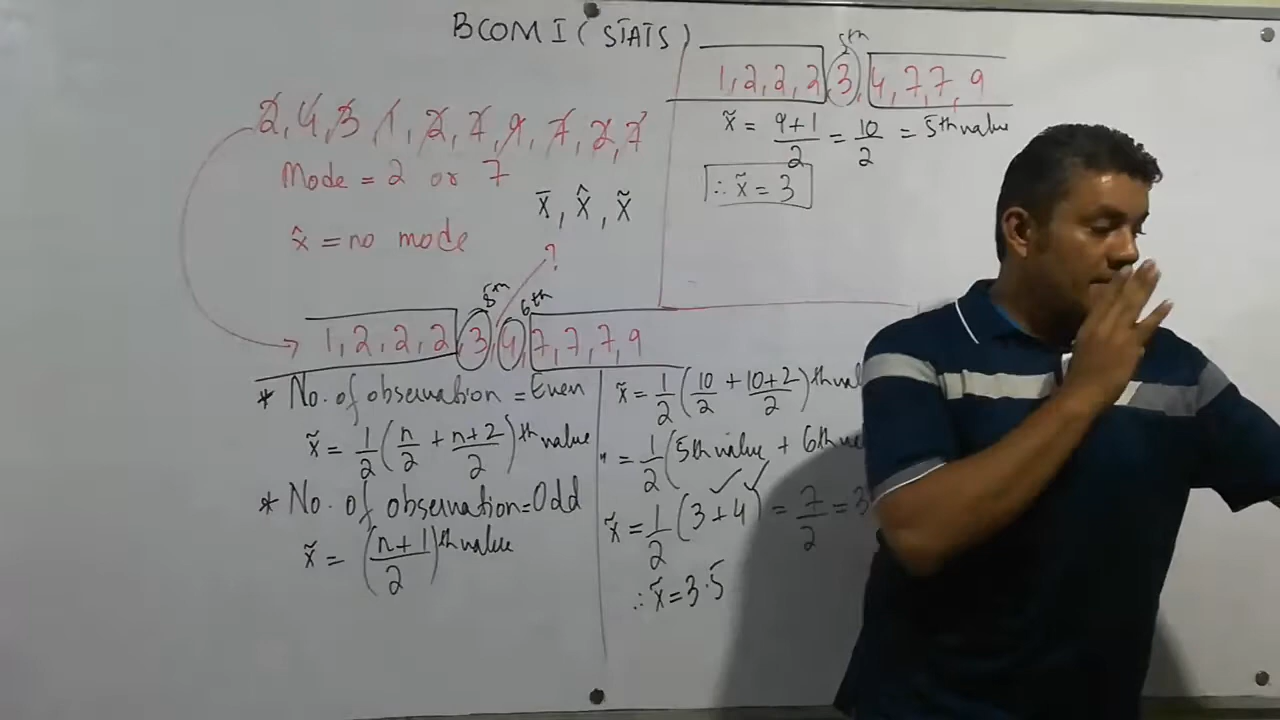 BCOM I (STATS)
2, 4, 3, 1, 2, 7, 9, 7, 2, 7
Mode = 2 or 7
x̄, x̂, x̃
x̂ = no mode
?
5th 6th
1, 2, 2, 2, 3, 4, 7, 7, 7, 9
* No. of observation = Even
x̃ = 1/2 (n/2 + n+2/2)th value
* No. of observation = Odd
x̃ = (n+1/2)th value
5th
1, 2, 2, 2, 3, 4, 7, 7, 9
x̃ = 9+1/2 = 10/2 = 5th value
∴ x̃ = 3
x̃ = 1/2 (10/2 + 10+2/2)th
" = 1/2 (5th value + 6th
x̃ = 1/2 (3+4) = 7/2 = 3
∴ x̃ = 3.5